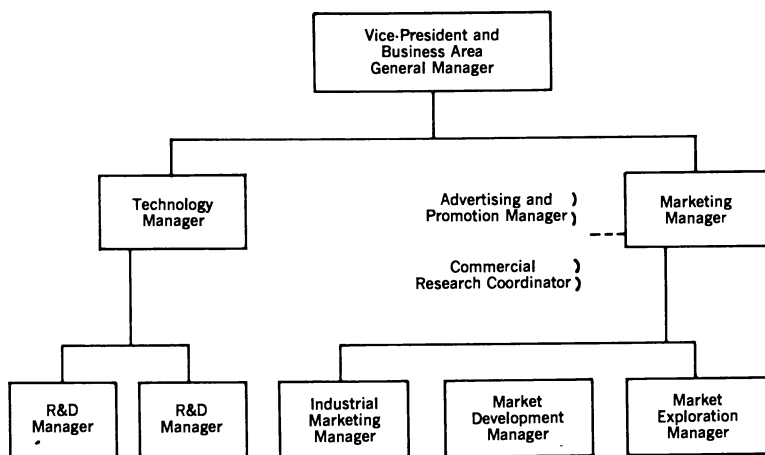 Vice-President and
Business Area
General Manager
Technology
Manager
Advertising and )
Promotion Manager )
Commercial )
Research Coordinator )
Marketing
Manager
R&D
Manager
R&D
Manager
Industrial
Marketing
Manager
Market
Development
Manager
Market
Exploration
Manager